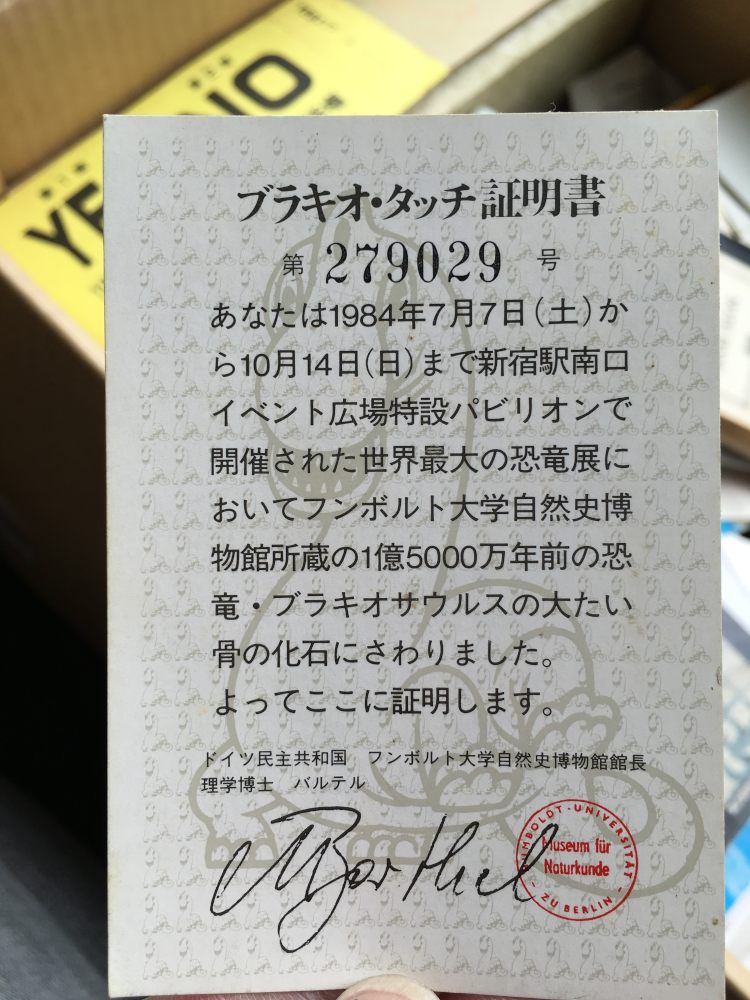 ブラキオ・タッチ証明書
第 279029 号
あなたは1984年7月7日(土)か
ら10月14日(日)まで新宿駅南口
イベント広場特設パビリオンで
開催された世界最大の恐竜展に
おいてフンボルト大学自然史博
物館所蔵の1億5000万年前の恐
竜・ブラキオサウルスの大たい
骨の化石にさわりました。
よってここに証明します。
ドイツ民主共和国 フンボルト大学自然史博物館館長
理学博士 バルテル
MBarthel
HUMBOLDT-UNIVERSITÄT
Museum für
Naturkunde
ZU BERLIN